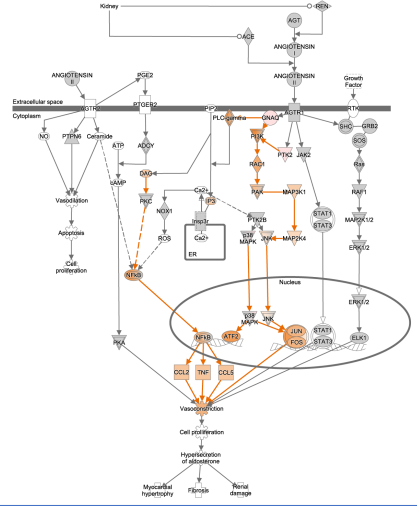 Kidney
REN
AGT
ACE
ANGIOTENSIN
I
ANGIOTENSIN
II
PGE2
ANGIOTENSIN
II
Growth
Factor
Extracellular space
Cytoplasm
AGTR2
PTGER2
PIP2
PLC-gamma
GNAQ
AGTR1
RTK
NO
PTPN6
Ceramide
ATP
ADCY
PI3K
PTK2
JAK2
SHC
GRB2
SOS
Ras
DAG
RAC1
cAMP
PKC
Ca2+
IP3
PAK
MAP3K1
RAF1
Vasodilation
NOX1
Insp3r
PTK2B
STAT1
STAT3
MAP2K1/2
Apoptosis
ROS
Ca2+
p38
MAPK
JNK
MAP2K4
ER
ERK1/2
Cell
proliferation
NFkB
Nucleus
ERK1/2
p38
MAPK
JNK
PKA
NFkB
ATF2
JUN
FOS
STAT1
STAT3
ELK1
CCL2
TNF
CCL5
Vasoconstriction
Cell proliferation
Hypersecretion
of aldosterone
Myocardial
hypertrophy
Fibrosis
Renal
damage